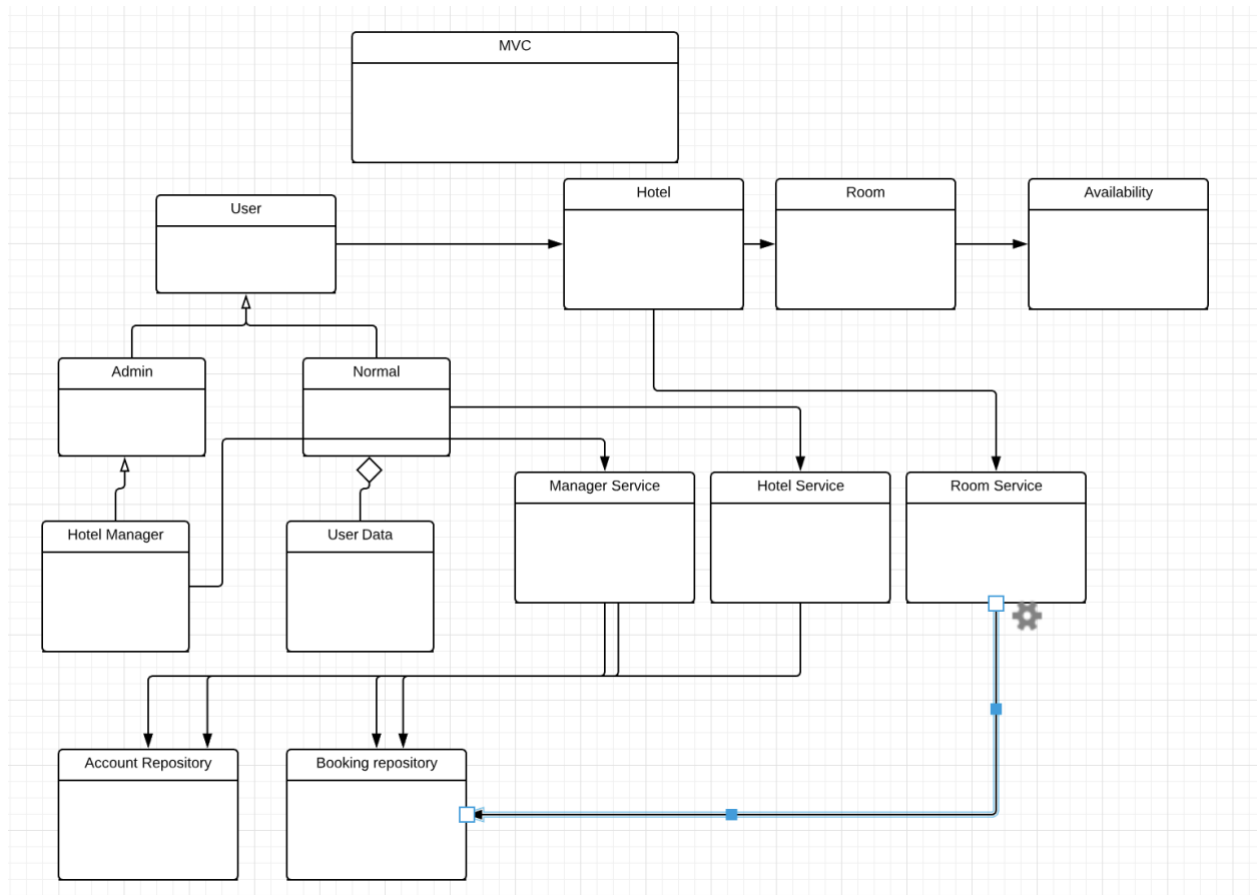 MVC
Hotel
Room
Availability
User
Admin
Normal
Manager Service
Hotel Service
Room Service
Hotel Manager
User Data
Account Repository
Booking repository